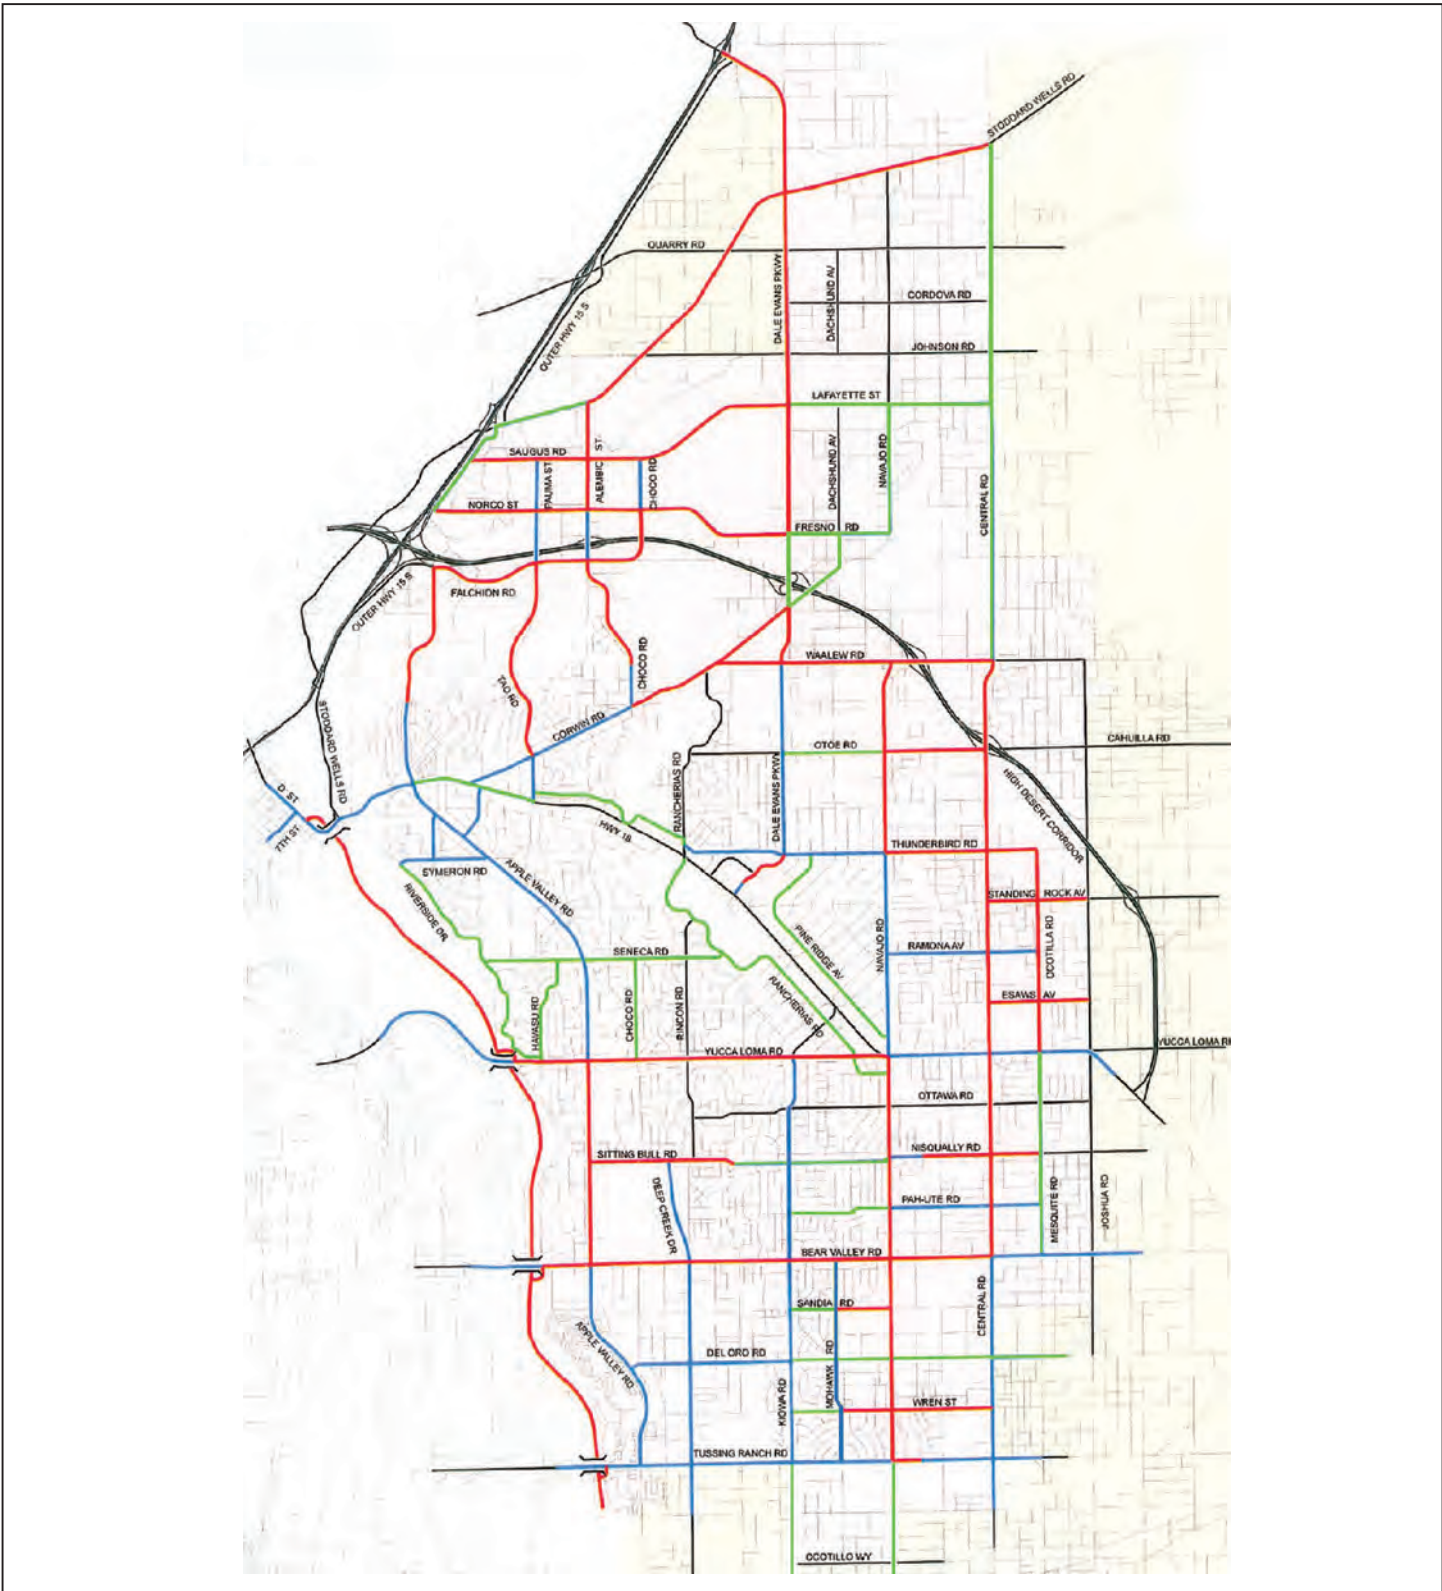 STODDARD WELLS RD
QUARRY RD
DALE EVANS PKWY
DACHSHUND AV
CORDOVA RD
OUTER HWY 15 S
JOHNSON RD
LAFAYETTE ST
SAUGUS RD
PAUMA ST
ALEMBIC ST
CHOCO RD
DACHSHUND AV
NAVAJO RD
CENTRAL RD
NORCO ST
FRESNO RD
OUTER HWY 15 S
FALCHION RD
WAALEW RD
CHOCO RD
TAO RD
CORWIN RD
STODDARD WELLS RD
OTOE RD
CAHUILLA RD
RANCHERIAS RD
DALE EVANS PKWY
HIGH DESERT CORRIDOR
D ST
7TH ST
HWY 18
THUNDERBIRD RD
SYMERON RD
APPLE VALLEY RD
STANDING ROCK AV
RIVERSIDE DR
PINE RIDGE AV
NAVAJO RD
RAMONA AV
OCOTILLA RD
SENECA RD
HAVASU RD
CHOCO RD
RINCON RD
RANCHERIAS RD
ESAWS AV
YUCCA LOMA RD
YUCCA LOMA R
OTTAWA RD
SITTING BULL RD
NISQUALLY RD
DEEP CREEK DR
PAH-UTE RD
MESQUITE RD
JOSHUA RD
BEAR VALLEY RD
SANDIA RD
CENTRAL RD
APPLE VALLEY RD
DEL ORO RD
MOHAWK RD
KIOWA RD
WREN ST
TUSSING RANCH RD
OCOTILLO WY